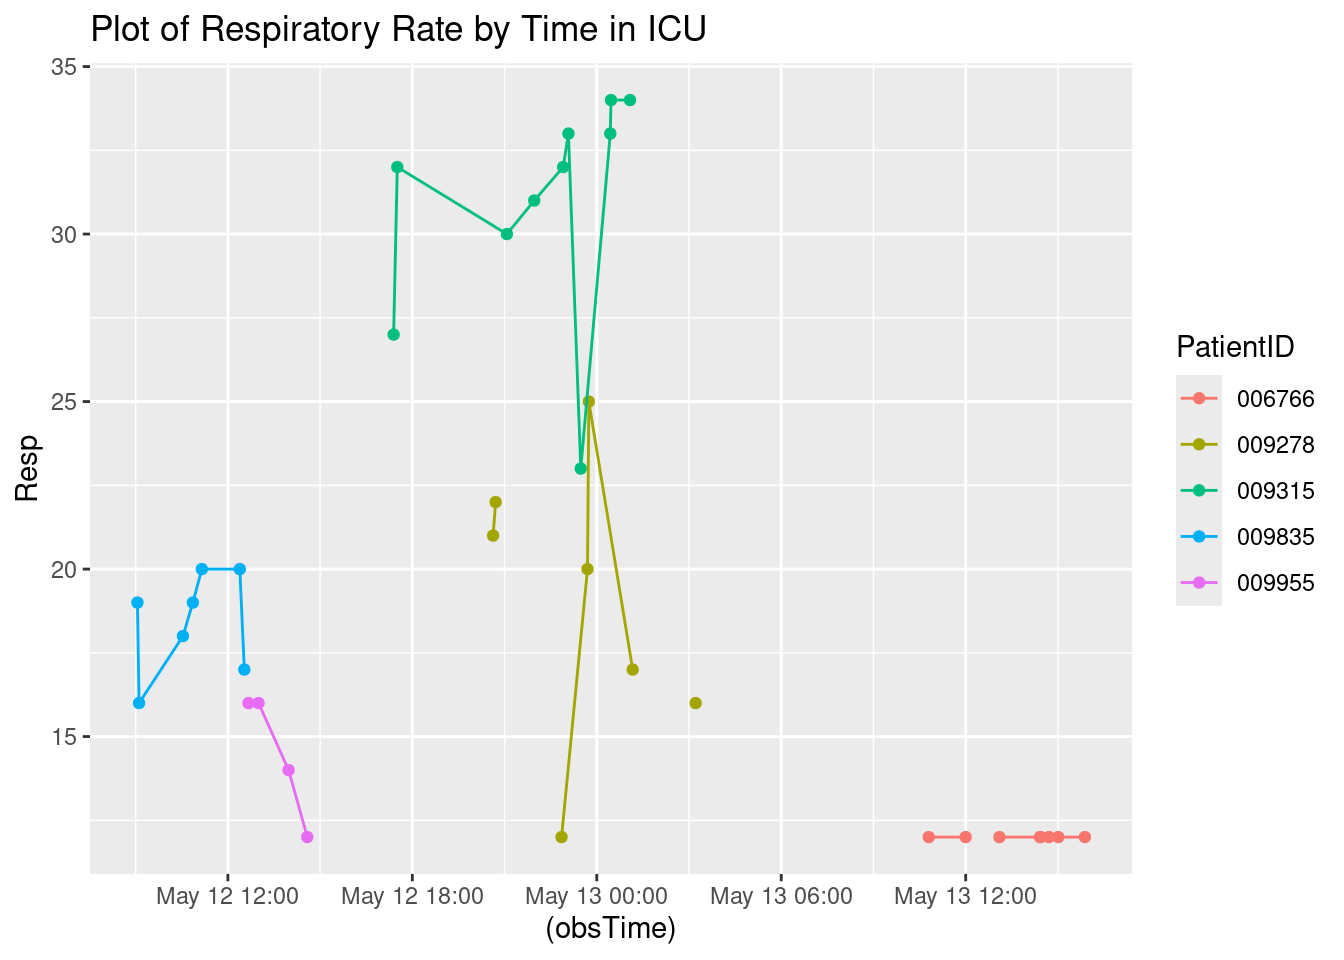 Plot of Respiratory Rate by Time in ICU
35
30
25
20
15
Resp
May 12 12:00
May 12 18:00
May 13 00:00
May 13 06:00
May 13 12:00
(obsTime)
PatientID
006766
009278
009315
009835
009955